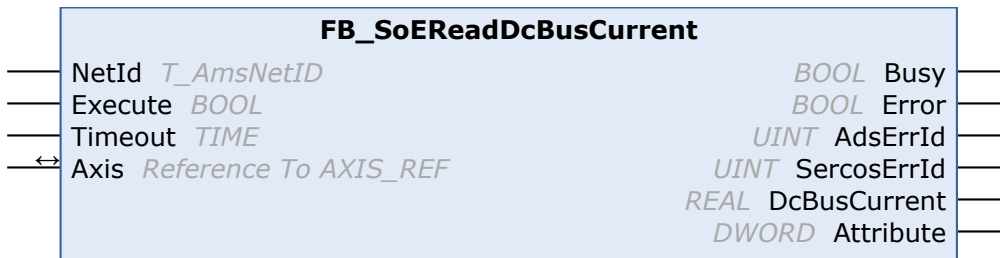 FB_SoEReadDcBusCurrent
NetId T_AmsNetID BOOL Busy
Execute BOOL BOOL Error
Timeout TIME UINT AdsErrId
↔ Axis Reference To AXIS_REF UINT SercosErrId
REAL DcBusCurrent
DWORD Attribute